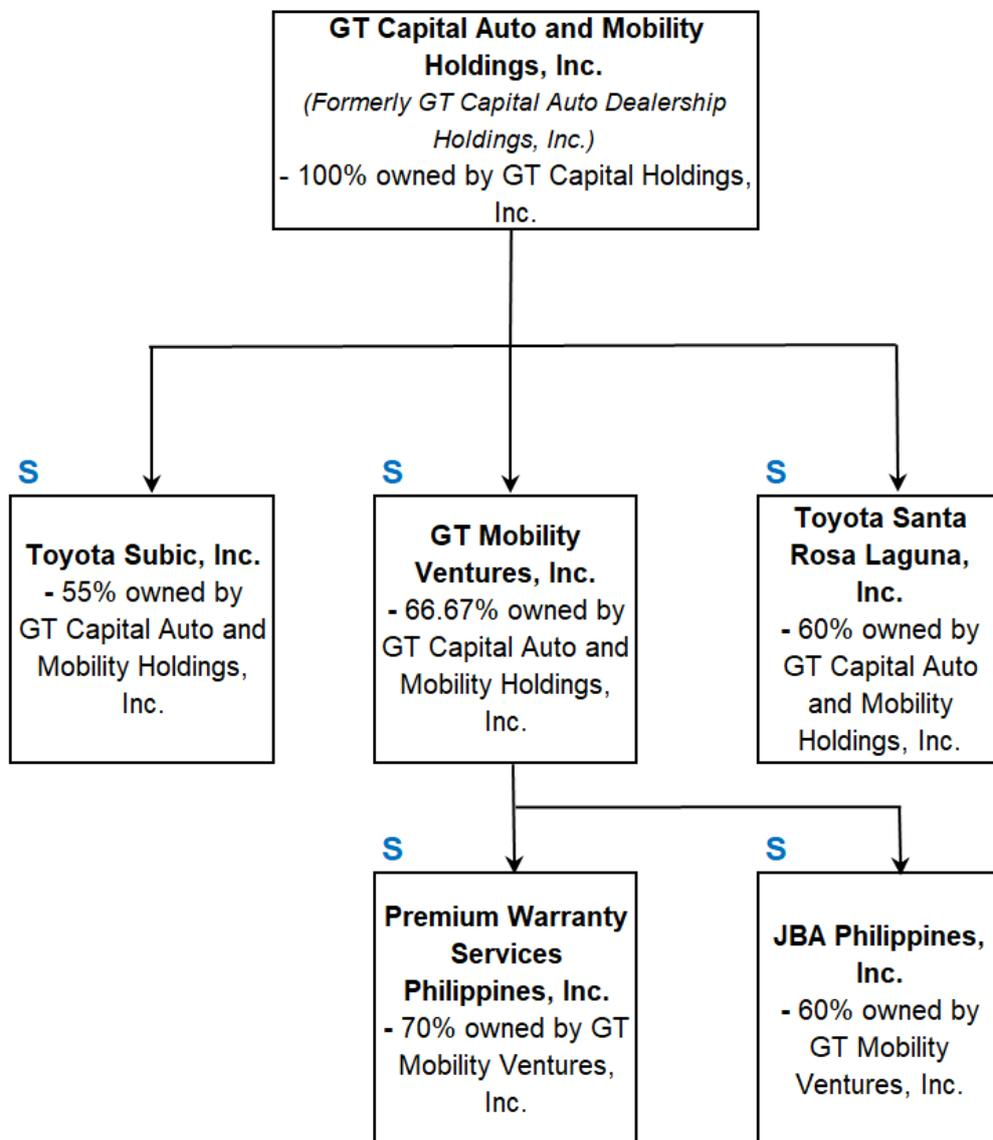 GT Capital Auto and Mobility
Holdings, Inc.
(Formerly GT Capital Auto Dealership
Holdings, Inc.)
- 100% owned by GT Capital Holdings,
Inc.
S
Toyota Subic, Inc.
- 55% owned by
GT Capital Auto and
Mobility Holdings,
Inc.
S
GT Mobility
Ventures, Inc.
- 66.67% owned by
GT Capital Auto and
Mobility Holdings,
Inc.
S
Toyota Santa
Rosa Laguna,
Inc.
- 60% owned by
GT Capital Auto
and Mobility
Holdings, Inc.
S
Premium Warranty
Services
Philippines, Inc.
- 70% owned by GT
Mobility Ventures,
Inc.
S
JBA Philippines,
Inc.
- 60% owned by
GT Mobility
Ventures, Inc.